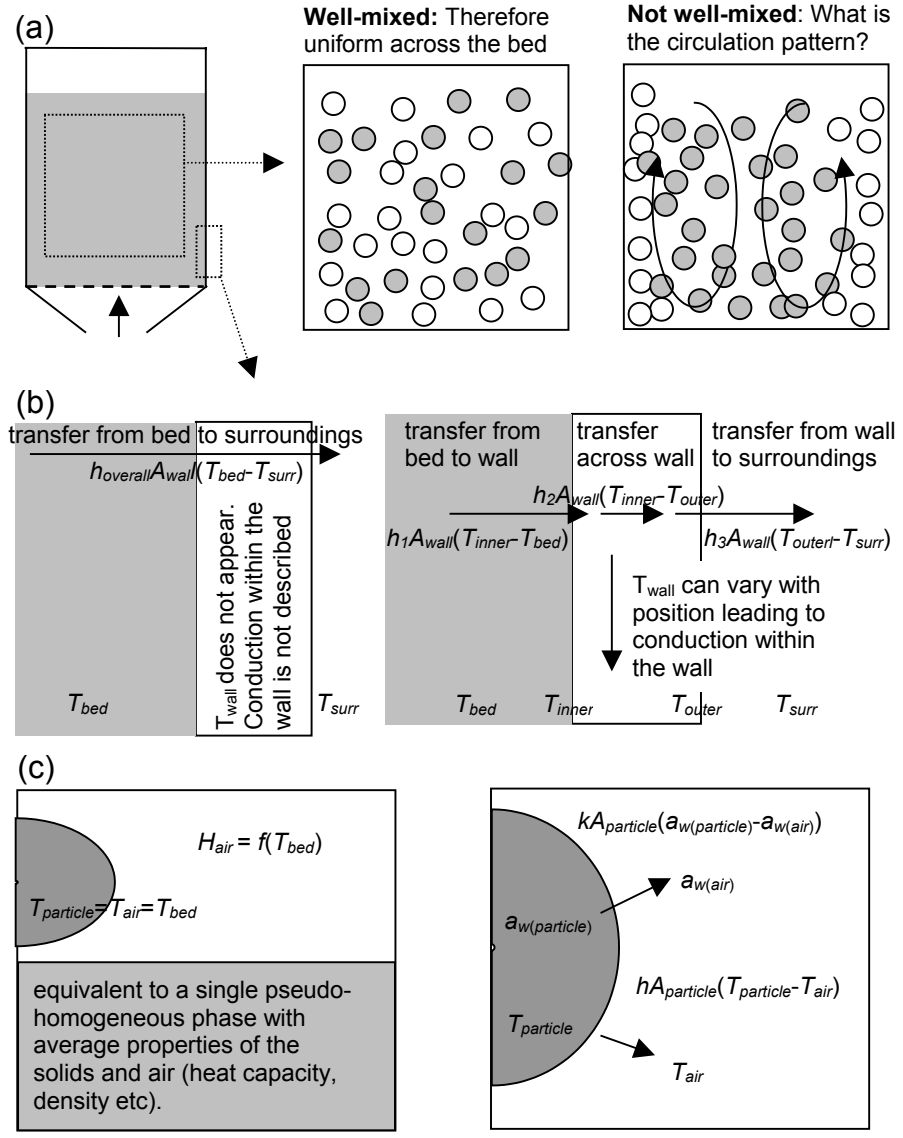 (a)
Well-mixed: Therefore
uniform across the bed
Not well-mixed: What is
the circulation pattern?
(b)
transfer from bed to surroundings
hoverallAwall(Tbed-Tsurr)
Twall does not appear.
Conduction within the
wall is not described
Tbed
Tsurr
transfer from
bed to wall
transfer
across wall
transfer from wall
to surroundings
h2Awall(Tinner-Touter)
h1Awall(Tinner-Tbed)
h3Awall(Touterl-Tsurr)
Twall can vary with
position leading to
conduction within
the wall
Tbed
Tinner
Touter
Tsurr
(c)
Hair = f(Tbed)
Tparticle=Tair=Tbed
equivalent to a single pseudo-
homogeneous phase with
average properties of the
solids and air (heat capacity,
density etc).
kAparticle(aw(particle)-aw(air))
aw(air)
aw(particle)
hAparticle(Tparticle-Tair)
Tparticle
Tair